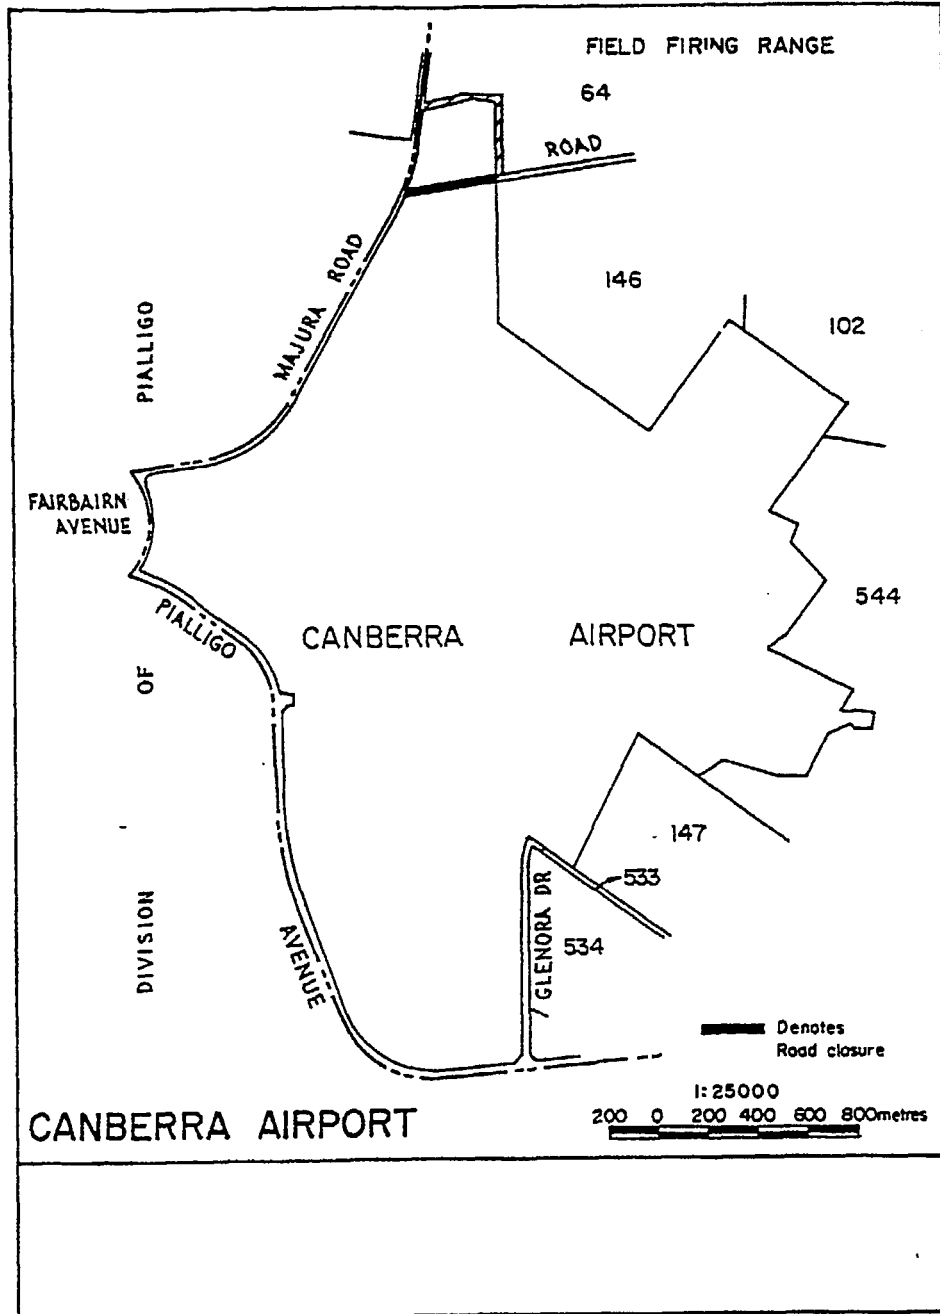 FIELD FIRING RANGE
64
ROAD
MAJURA ROAD
146
102
PIALLIGO
FAIRBAIRN
AVENUE
544
PIALLIGO
CANBERRA AIRPORT
OF
147
533
GLENORA DR
534
DIVISION
AVENUE
Denotes
Road closure
1:25000
200 0 200 400 600 800metres
CANBERRA AIRPORT